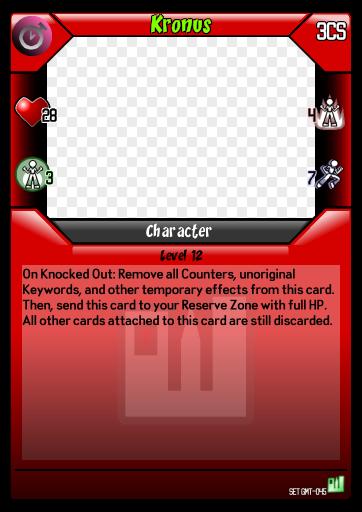 Kronus
3CS
28
4
3
7
Character
Level 12
On Knocked Out: Remove all Counters, unoriginal
Keywords, and other temporary effects from this card.
Then, send this card to your Reserve Zone with full HP.
All other cards attached to this card are still discarded.
SET GMT-045